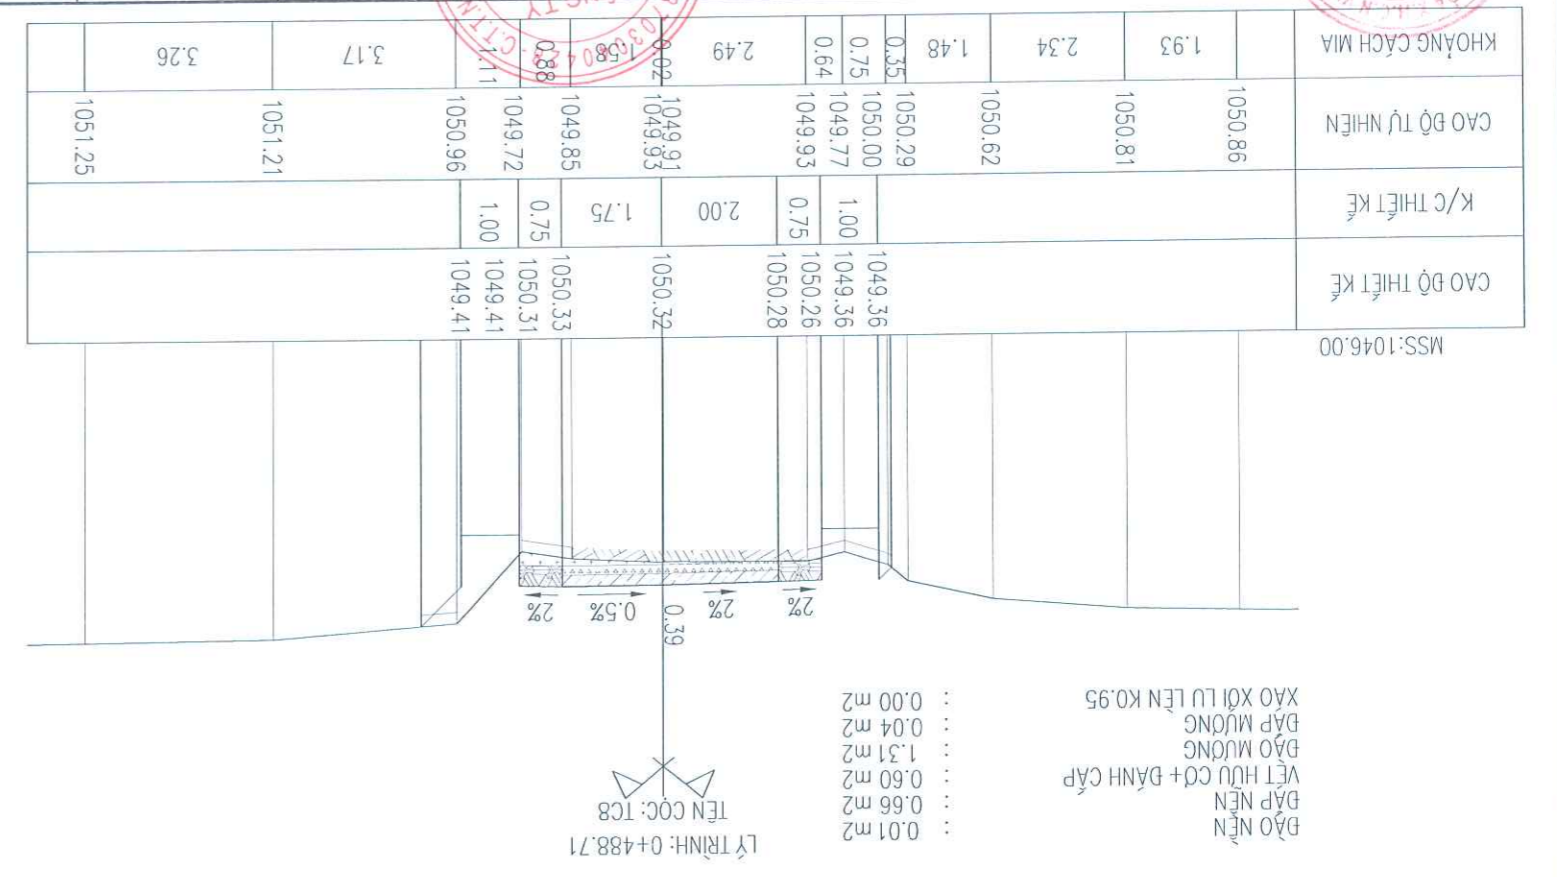 LÝ TRÌNH: 0+488.71
TÊN CỌC: TC8
ĐÀO NỀN : 0.01 m2
ĐẮP NỀN : 0.66 m2
VÉT HỮU CƠ+ ĐÁNH CẤP : 0.60 m2
ĐÀO MƯƠNG : 1.31 m2
ĐẮP MƯƠNG : 0.04 m2
XÁO XỚI LU LÈN K0.95 : 0.00 m2
0.39
2% 2% 0.5% 2%
MSS:1046.00
CAO ĐỘ THIẾT KẾ 1049.36 1049.36 1050.26 1050.28 1050.32 1050.33 1050.31 1049.41 1049.41
K/C THIẾT KẾ 1.00 0.75 2.00 1.75 0.75 1.00
CAO ĐỘ TỰ NHIÊN 1050.86 1050.81 1050.62 1050.29 1050.00 1049.77 1049.93 1049.91 1049.93 1049.85 1049.72 1050.96 1051.21 1051.25
KHOẢNG CÁCH MIA 1.93 2.34 1.48 0.35 0.75 0.64 2.49 0.02 1.58 0.88 1.11 3.17 3.26
TY